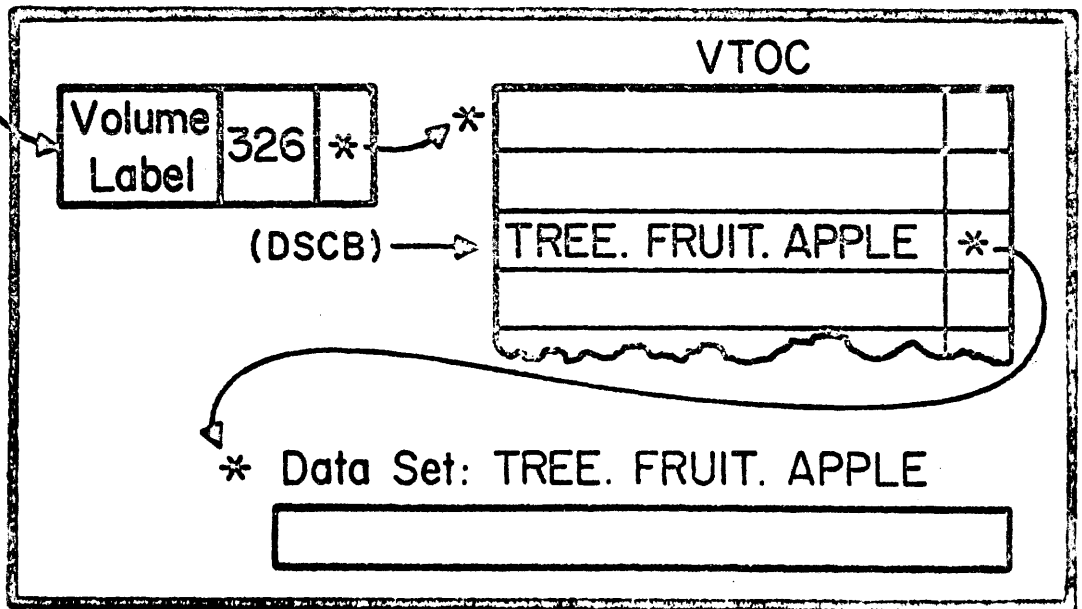 VTOC
Volume Label 326 *
*
(DSCB)
TREE. FRUIT. APPLE *
* Data Set: TREE. FRUIT. APPLE